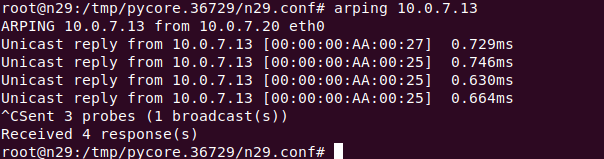 root@n29:/tmp/pycore.36729/n29.conf# arping 10.0.7.13
ARPING 10.0.7.13 from 10.0.7.20 eth0
Unicast reply from 10.0.7.13 [00:00:00:AA:00:27]  0.729ms
Unicast reply from 10.0.7.13 [00:00:00:AA:00:25]  0.746ms
Unicast reply from 10.0.7.13 [00:00:00:AA:00:25]  0.630ms
Unicast reply from 10.0.7.13 [00:00:00:AA:00:25]  0.664ms
^CSent 3 probes (1 broadcast(s))
Received 4 response(s)
root@n29:/tmp/pycore.36729/n29.conf#